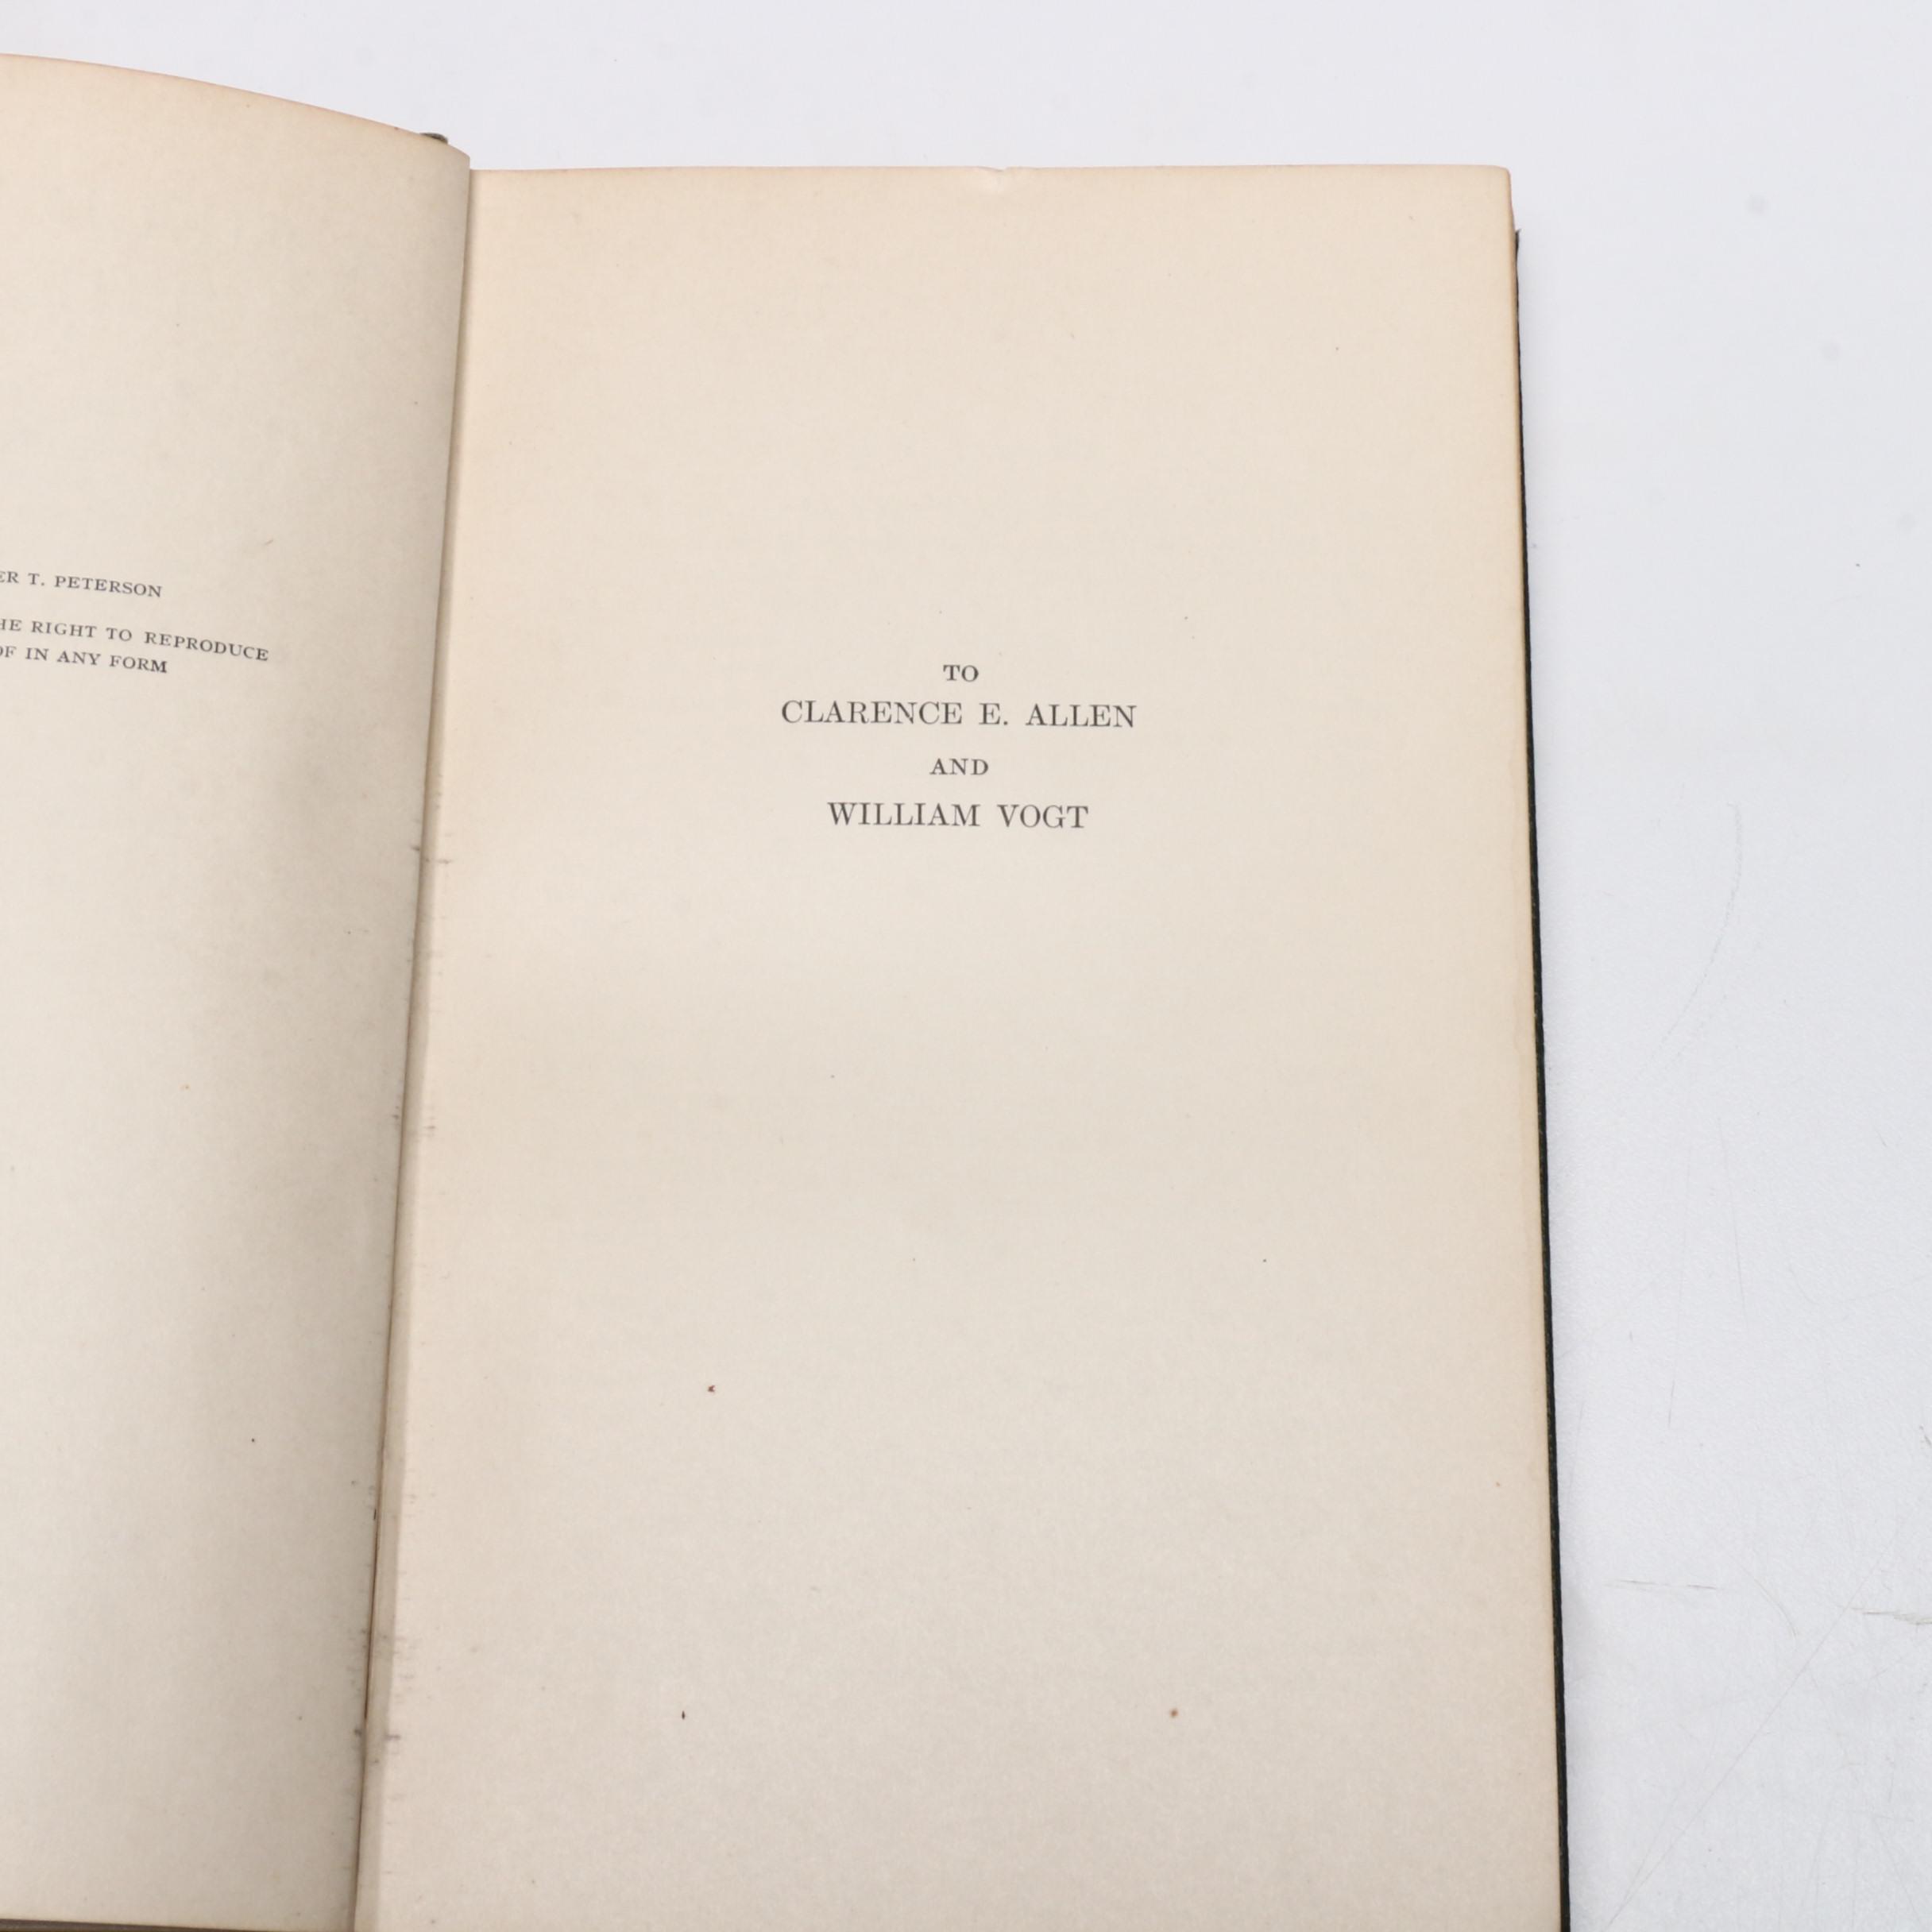 ER T. PETERSON
HE RIGHT TO REPRODUCE
OF IN ANY FORM
TO
CLARENCE E. ALLEN
AND
WILLIAM VOGT